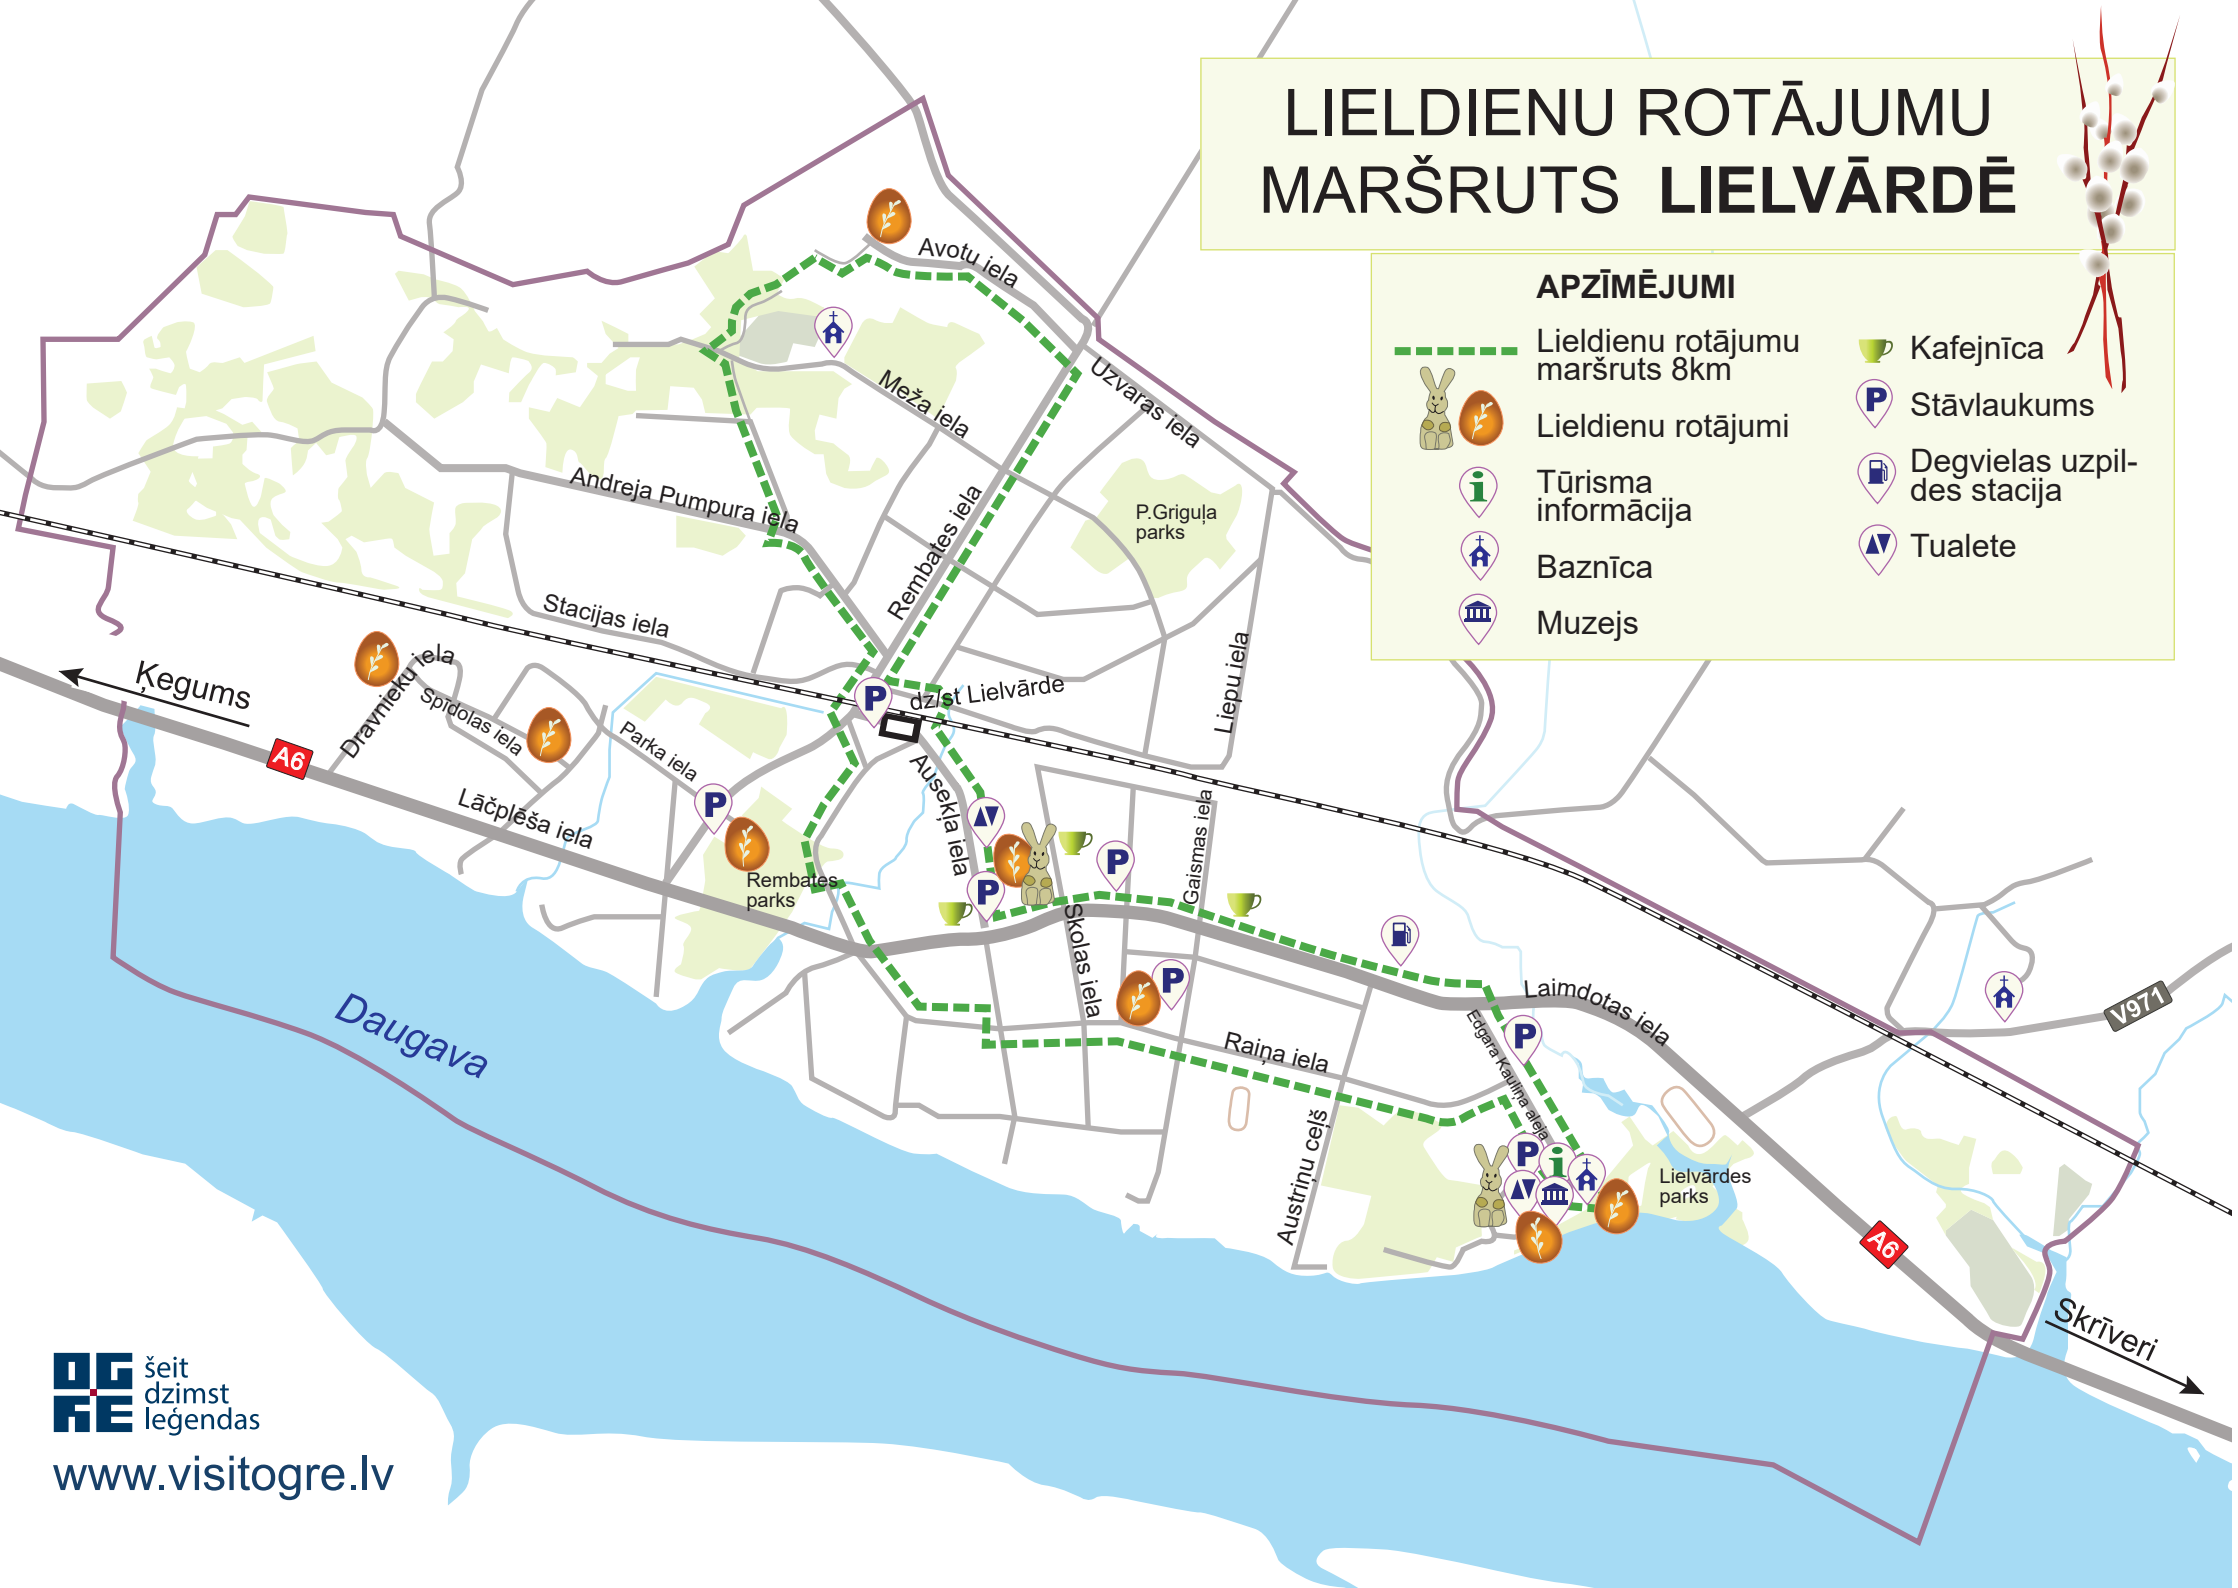 LIELDIENU ROTĀJUMU
MARŠRUTS LIELVĀRDĒ
APZĪMĒJUMI
Lieldienu rotājumu
maršruts 8km
Lieldienu rotājumi
Tūrisma
informācija
Baznīca
Muzejs
Kafejnīca
P
Stāvlaukums
Degvielas uzpil-
des stacija
Tualete
Avotu iela
Uzvaras iela
Meža iela
Andreja Pumpura iela
Rembates iela
P.Griguļa
parks
Stacijas iela
Liepu iela
Ķegums
A6
Dravnieku iela
Spīdolas iela
Parka iela
P
dz/st Lielvārde
P
Lāčplēša iela
Ausekļa iela
Rembates
parks
P
P
Gaismas iela
Skolas iela
P
Raiņa iela
Laimdotas iela
Edgara Kauliņa aleja
P
P
Austriņu ceļš
Lielvārdes
parks
V971
A6
Skrīveri
Daugava
OGRE
šeit
dzimst
leģendas
www.visitogre.lv